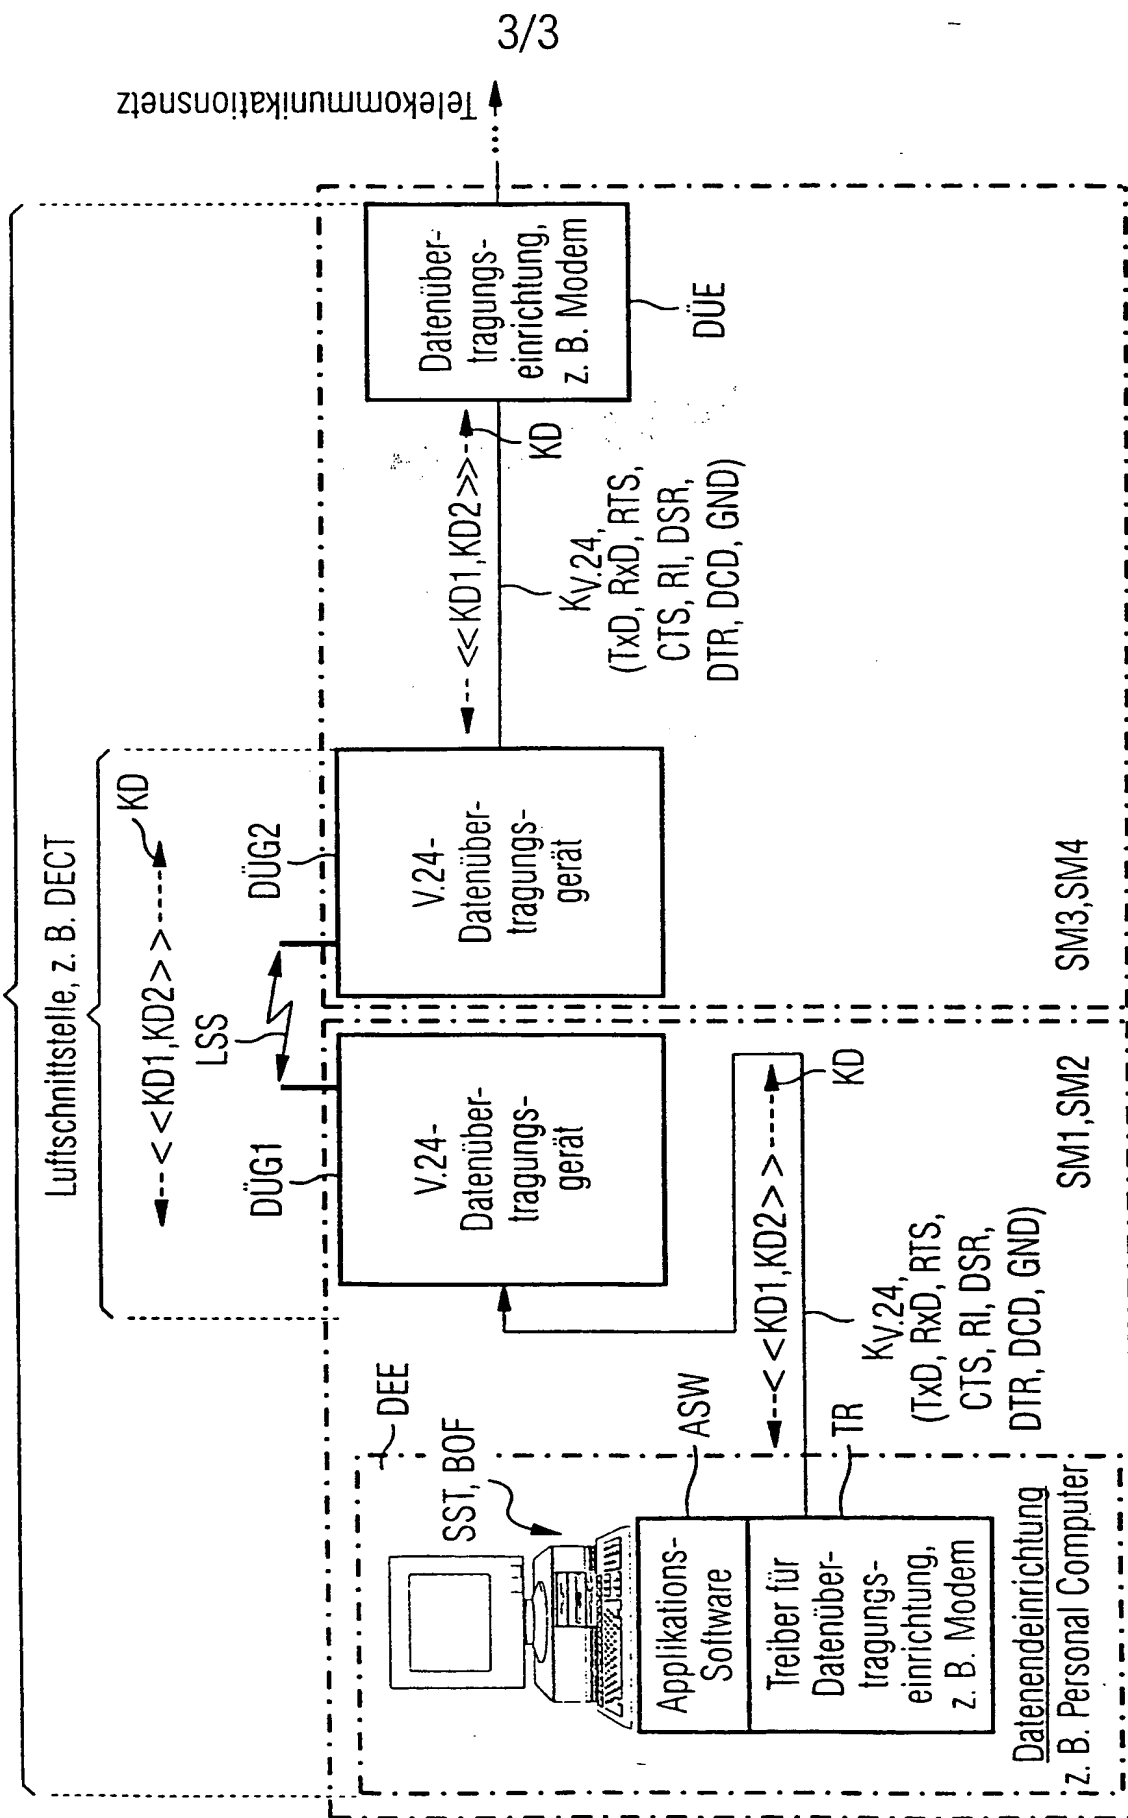 3/3
Telekommunikationsnetz
Luftschnittstelle, z. B. DECT
<<KD1,KD2>>
KD
LSS
DÜG1
DÜG2
V.24-
Datenüber-
tragungs-
gerät
V.24-
Datenüber-
tragungs-
gerät
<<KD1,KD2>>
KD
KV.24,
(TxD, RxD, RTS,
CTS, RI, DSR,
DTR, DCD, GND)
Datenüber-
tragungs-
einrichtung,
z. B. Modem
DÜE
SM3,SM4
DEE
SST, BOF
ASW
Applikations-
Software
Treiber für
Datenüber-
tragungs-
einrichtung,
z. B. Modem
TR
Datenendeinrichtung
z. B. Personal Computer
<<KD1,KD2>>
KD
KV.24,
(TxD, RxD, RTS,
CTS, RI, DSR,
DTR, DCD, GND)
SM1,SM2